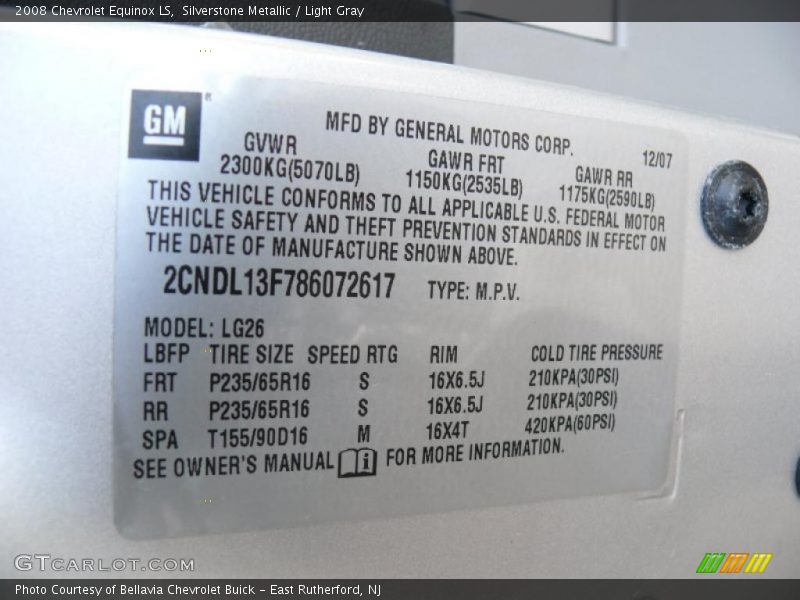 2008 Chevrolet Equinox LS, Silverstone Metallic / Light Gray
GM
MFD BY GENERAL MOTORS CORP.
12/07
GVWR GAWR FRT GAWR RR
2300KG(5070LB) 1150KG(2535LB) 1175KG(2590LB)
THIS VEHICLE CONFORMS TO ALL APPLICABLE U.S. FEDERAL MOTOR
VEHICLE SAFETY AND THEFT PREVENTION STANDARDS IN EFFECT ON
THE DATE OF MANUFACTURE SHOWN ABOVE.
2CNDL13F786072617 TYPE: M.P.V.
MODEL: LG26
LBFP TIRE SIZE SPEED RTG RIM COLD TIRE PRESSURE
FRT P235/65R16 S 16X6.5J 210KPA(30PSI)
RR P235/65R16 S 16X6.5J 210KPA(30PSI)
SPA T155/90D16 M 16X4T 420KPA(60PSI)
SEE OWNER'S MANUAL i FOR MORE INFORMATION.
GTCARLOT.COM
Photo Courtesy of Bellavia Chevrolet Buick - East Rutherford, NJ